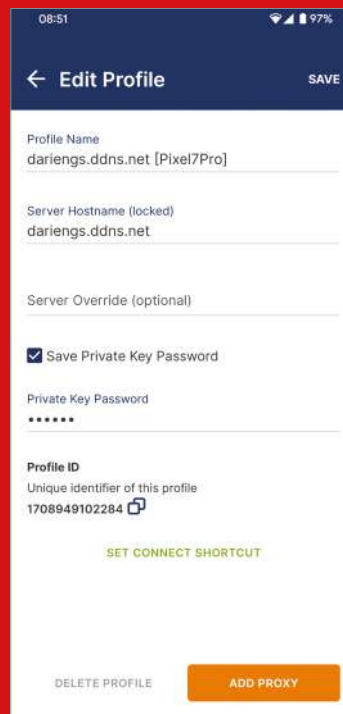 08:51 97%
Edit Profile SAVE
Profile Name
dariengs.ddns.net [Pixel7Pro]
Server Hostname (locked)
dariengs.ddns.net
Server Override (optional)
Save Private Key Password
Private Key Password
••••••
Profile ID
Unique identifier of this profile
1708949102284
SET CONNECT SHORTCUT
DELETE PROFILE ADD PROXY